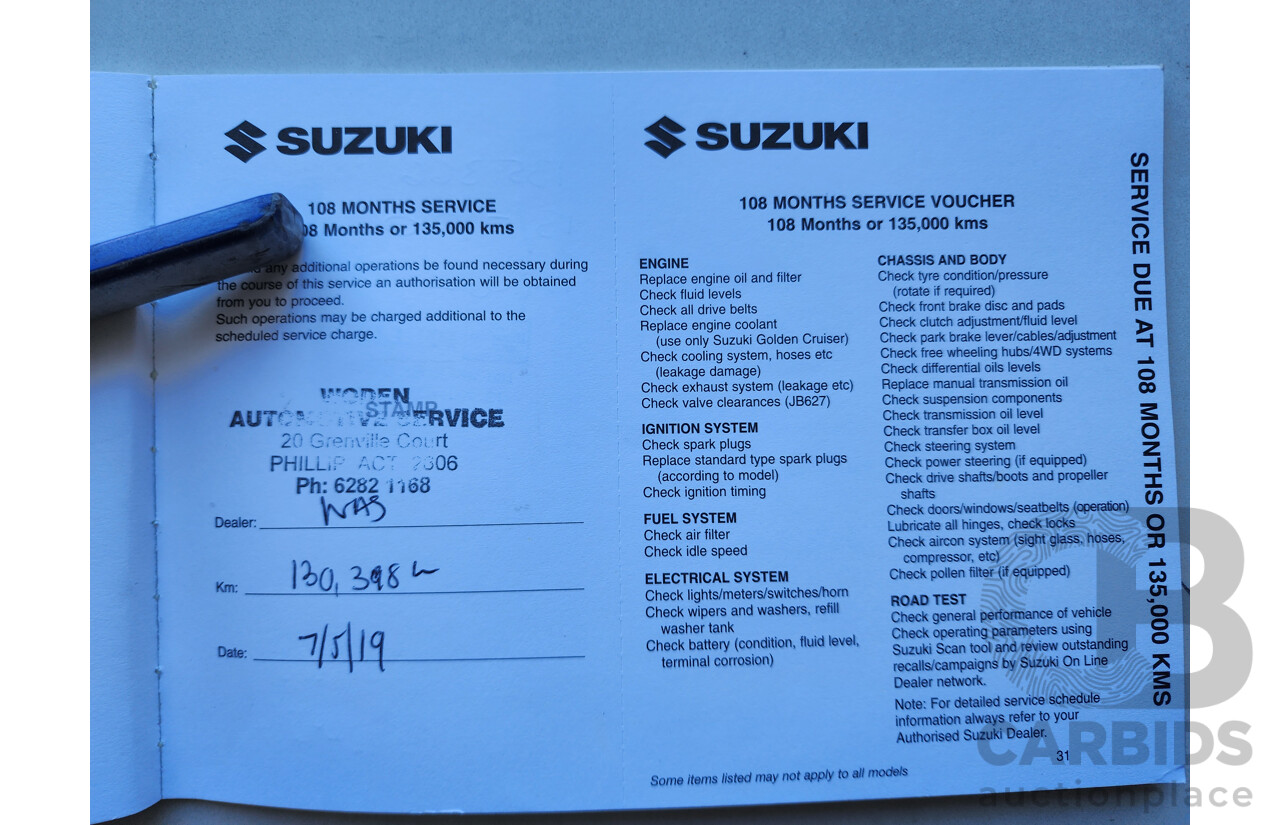 SUZUKI
108 MONTHS SERVICE
08 Months or 135,000 kms
any additional operations be found necessary during
the course of this service an authorisation will be obtained
from you to proceed.
Such operations may be charged additional to the
scheduled service charge.
WODEN
STAMP
AUTOMOTIVE SERVICE
20 Grenville Court
PHILLIP ACT 2606
Ph: 6282 1168
Dealer: WAS
Km: 130,398
Date: 7/5/19
SUZUKI
108 MONTHS SERVICE VOUCHER
108 Months or 135,000 kms
ENGINE
Replace engine oil and filter
Check fluid levels
Check all drive belts
Replace engine coolant
(use only Suzuki Golden Cruiser)
Check cooling system, hoses etc
(leakage damage)
Check exhaust system (leakage etc)
Check valve clearances (JB627)
IGNITION SYSTEM
Check spark plugs
Replace standard type spark plugs
(according to model)
Check ignition timing
FUEL SYSTEM
Check air filter
Check idle speed
ELECTRICAL SYSTEM
Check lights/meters/switches/horn
Check wipers and washers, refill
washer tank
Check battery (condition, fluid level,
terminal corrosion)
CHASSIS AND BODY
Check tyre condition/pressure
(rotate if required)
Check front brake disc and pads
Check clutch adjustment/fluid level
Check park brake lever/cables/adjustment
Check free wheeling hubs/4WD systems
Check differential oils levels
Replace manual transmission oil
Check suspension components
Check transmission oil level
Check transfer box oil level
Check steering system
Check power steering (if equipped)
Check drive shafts/boots and propeller
shafts
Check doors/windows/seatbelts (operation)
Lubricate all hinges, check locks
Check aircon system (sight glass, hoses,
compressor, etc)
Check pollen filter (if equipped)
ROAD TEST
Check general performance of vehicle
Check operating parameters using
Suzuki Scan tool and review outstanding
recalls/campaigns by Suzuki On Line
Dealer network.
Note: For detailed service schedule
information always refer to your
Authorised Suzuki Dealer.
31
Some items listed may not apply to all models
SERVICE DUE AT 108 MONTHS OR 135,000 KMS
CARBIDS
auctionplace